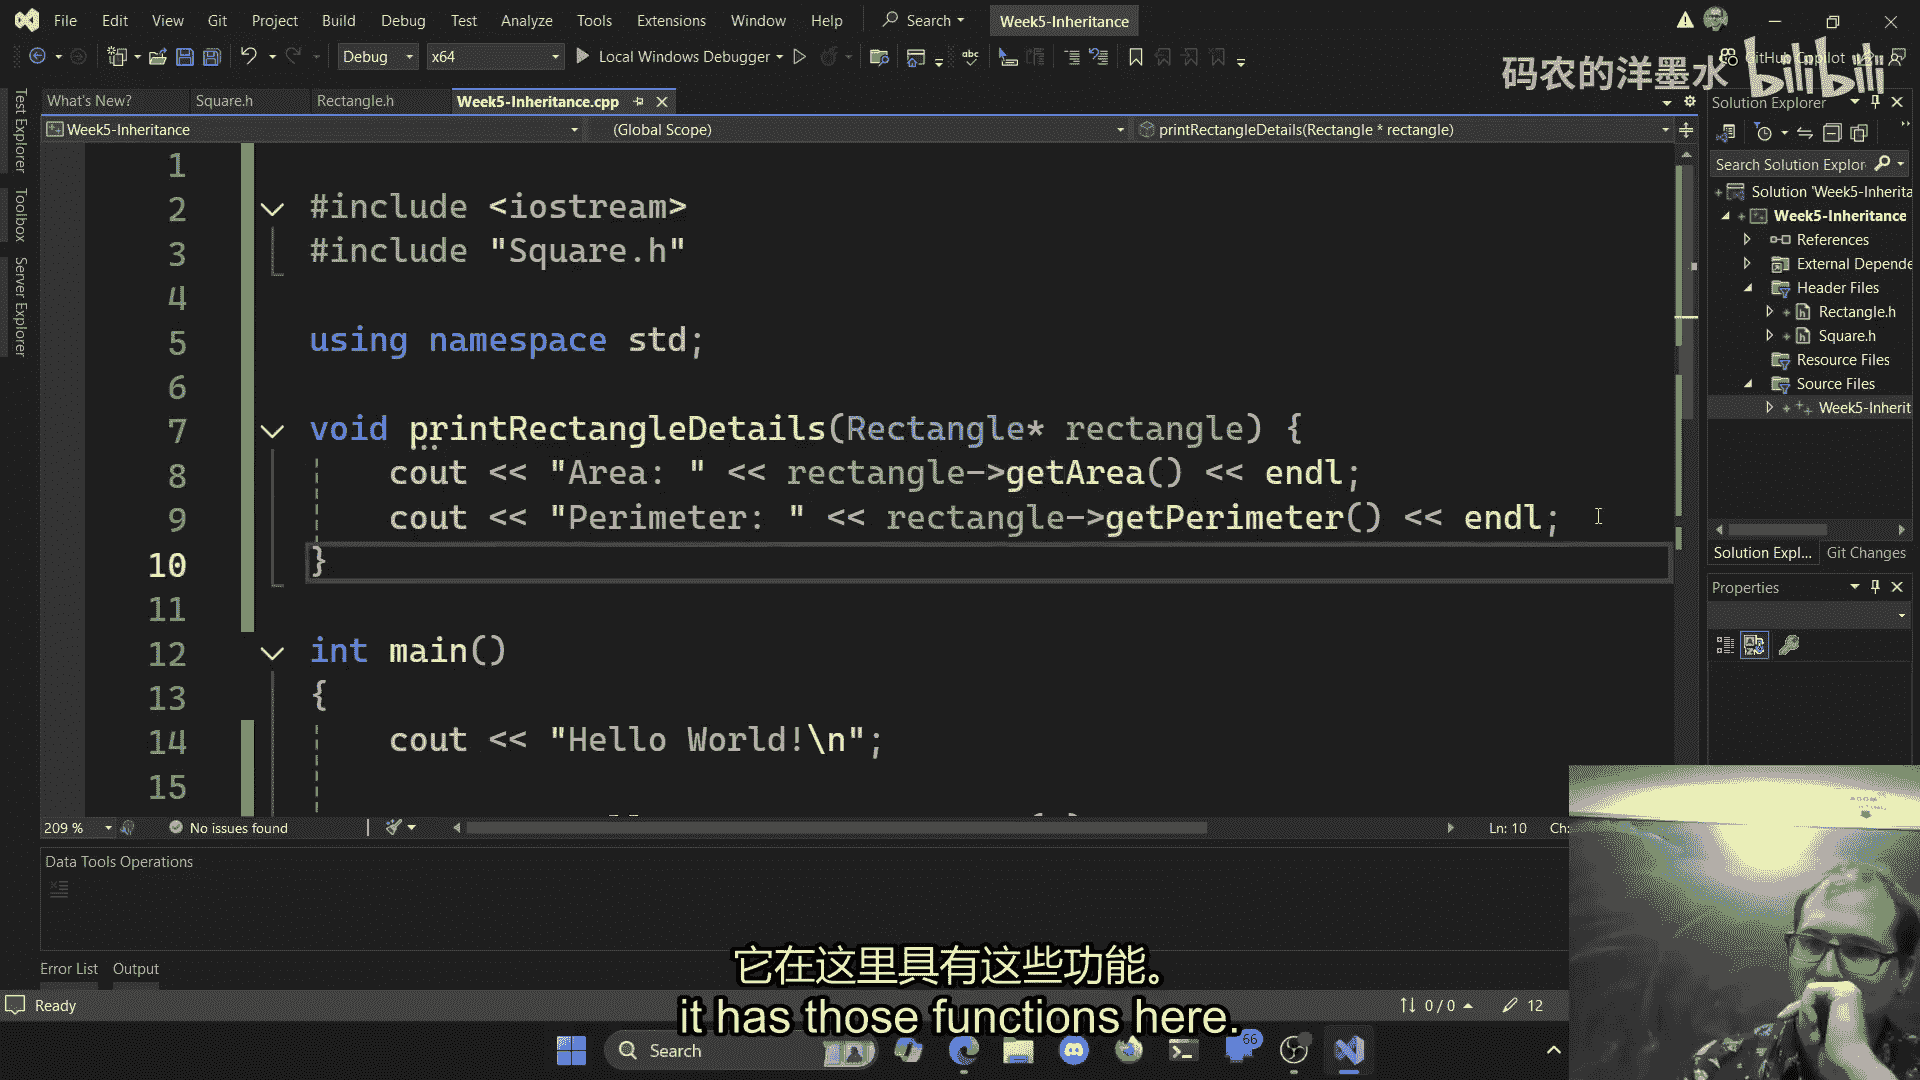 File Edit View Git Project Build Debug Test Analyze Tools Extensions Window Help Search Week5-Inheritance
Debug x64 Local Windows Debugger GitHub Copilot
码农的洋墨水 bilibili
What's New? Square.h Rectangle.h Week5-Inheritance.cpp
Week5-Inheritance (Global Scope) printRectangleDetails(Rectangle * rectangle)
Test Explorer
Toolbox
Server Explorer
1
2 #include <iostream>
3 #include "Square.h"
4
5 using namespace std;
6
7 void printRectangleDetails(Rectangle* rectangle) {
8 cout << "Area: " << rectangle->getArea() << endl;
9 cout << "Perimeter: " << rectangle->getPerimeter() << endl;
10 }
11
12 int main()
13 {
14 cout << "Hello World!\n";
15
209 % No issues found Ln: 10 Ch:
Solution Explorer
Search Solution Explor
Solution 'Week5-Inherita
Week5-Inheritance
References
External Depende
Header Files
Rectangle.h
Square.h
Resource Files
Source Files
Week5-Inherit
Solution Expl... Git Changes
Properties
Data Tools Operations
Error List Output
Ready 0 / 0 12
它在这里具有这些功能。
it has those functions here.
Search 66